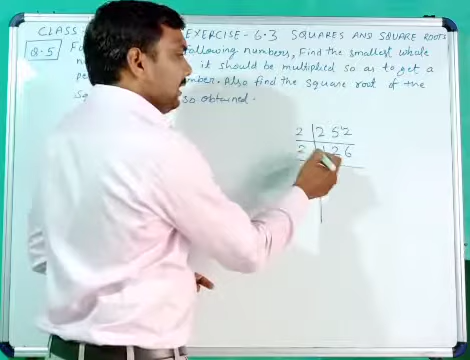 CLASS EXERCISE - 6.3 SQUARES AND SQUARE ROOTS
Q.5 following numbers, Find the smallest whole
it should be multiplied so as to get a
mber. Also find the square root of the
so obtained.
2 252
2 126